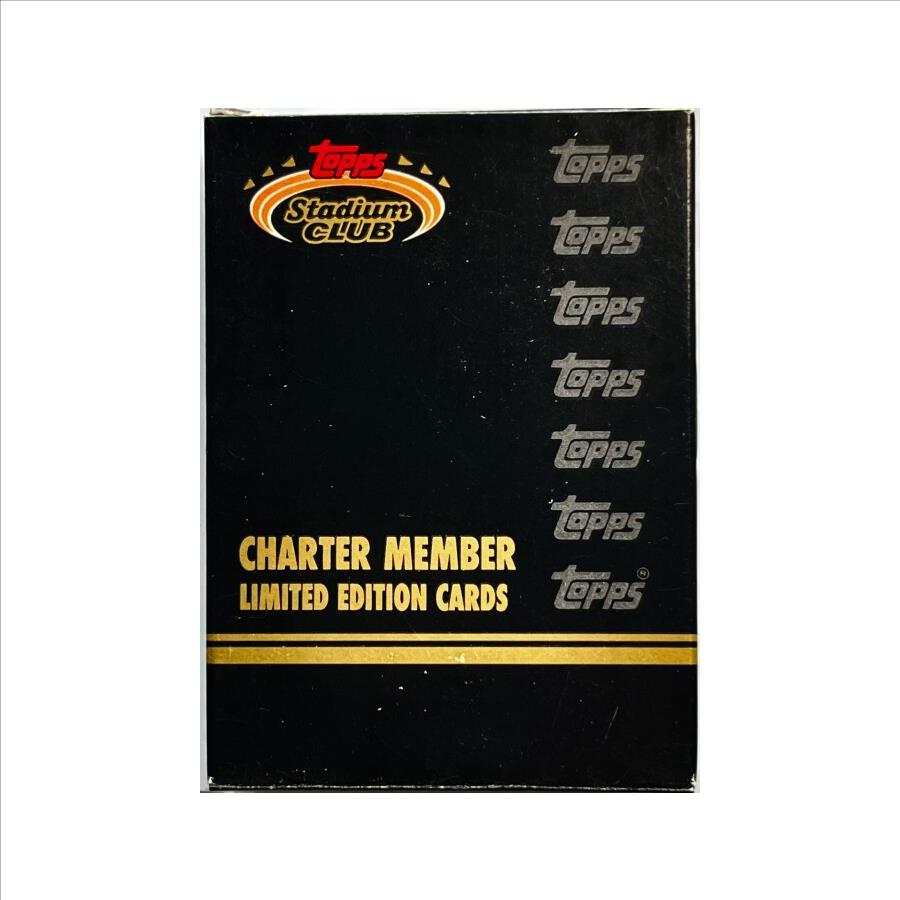 Topps
Stadium
CLUB
Topps
Topps
Topps
Topps
Topps
Topps
Topps®
CHARTER MEMBER
LIMITED EDITION CARDS